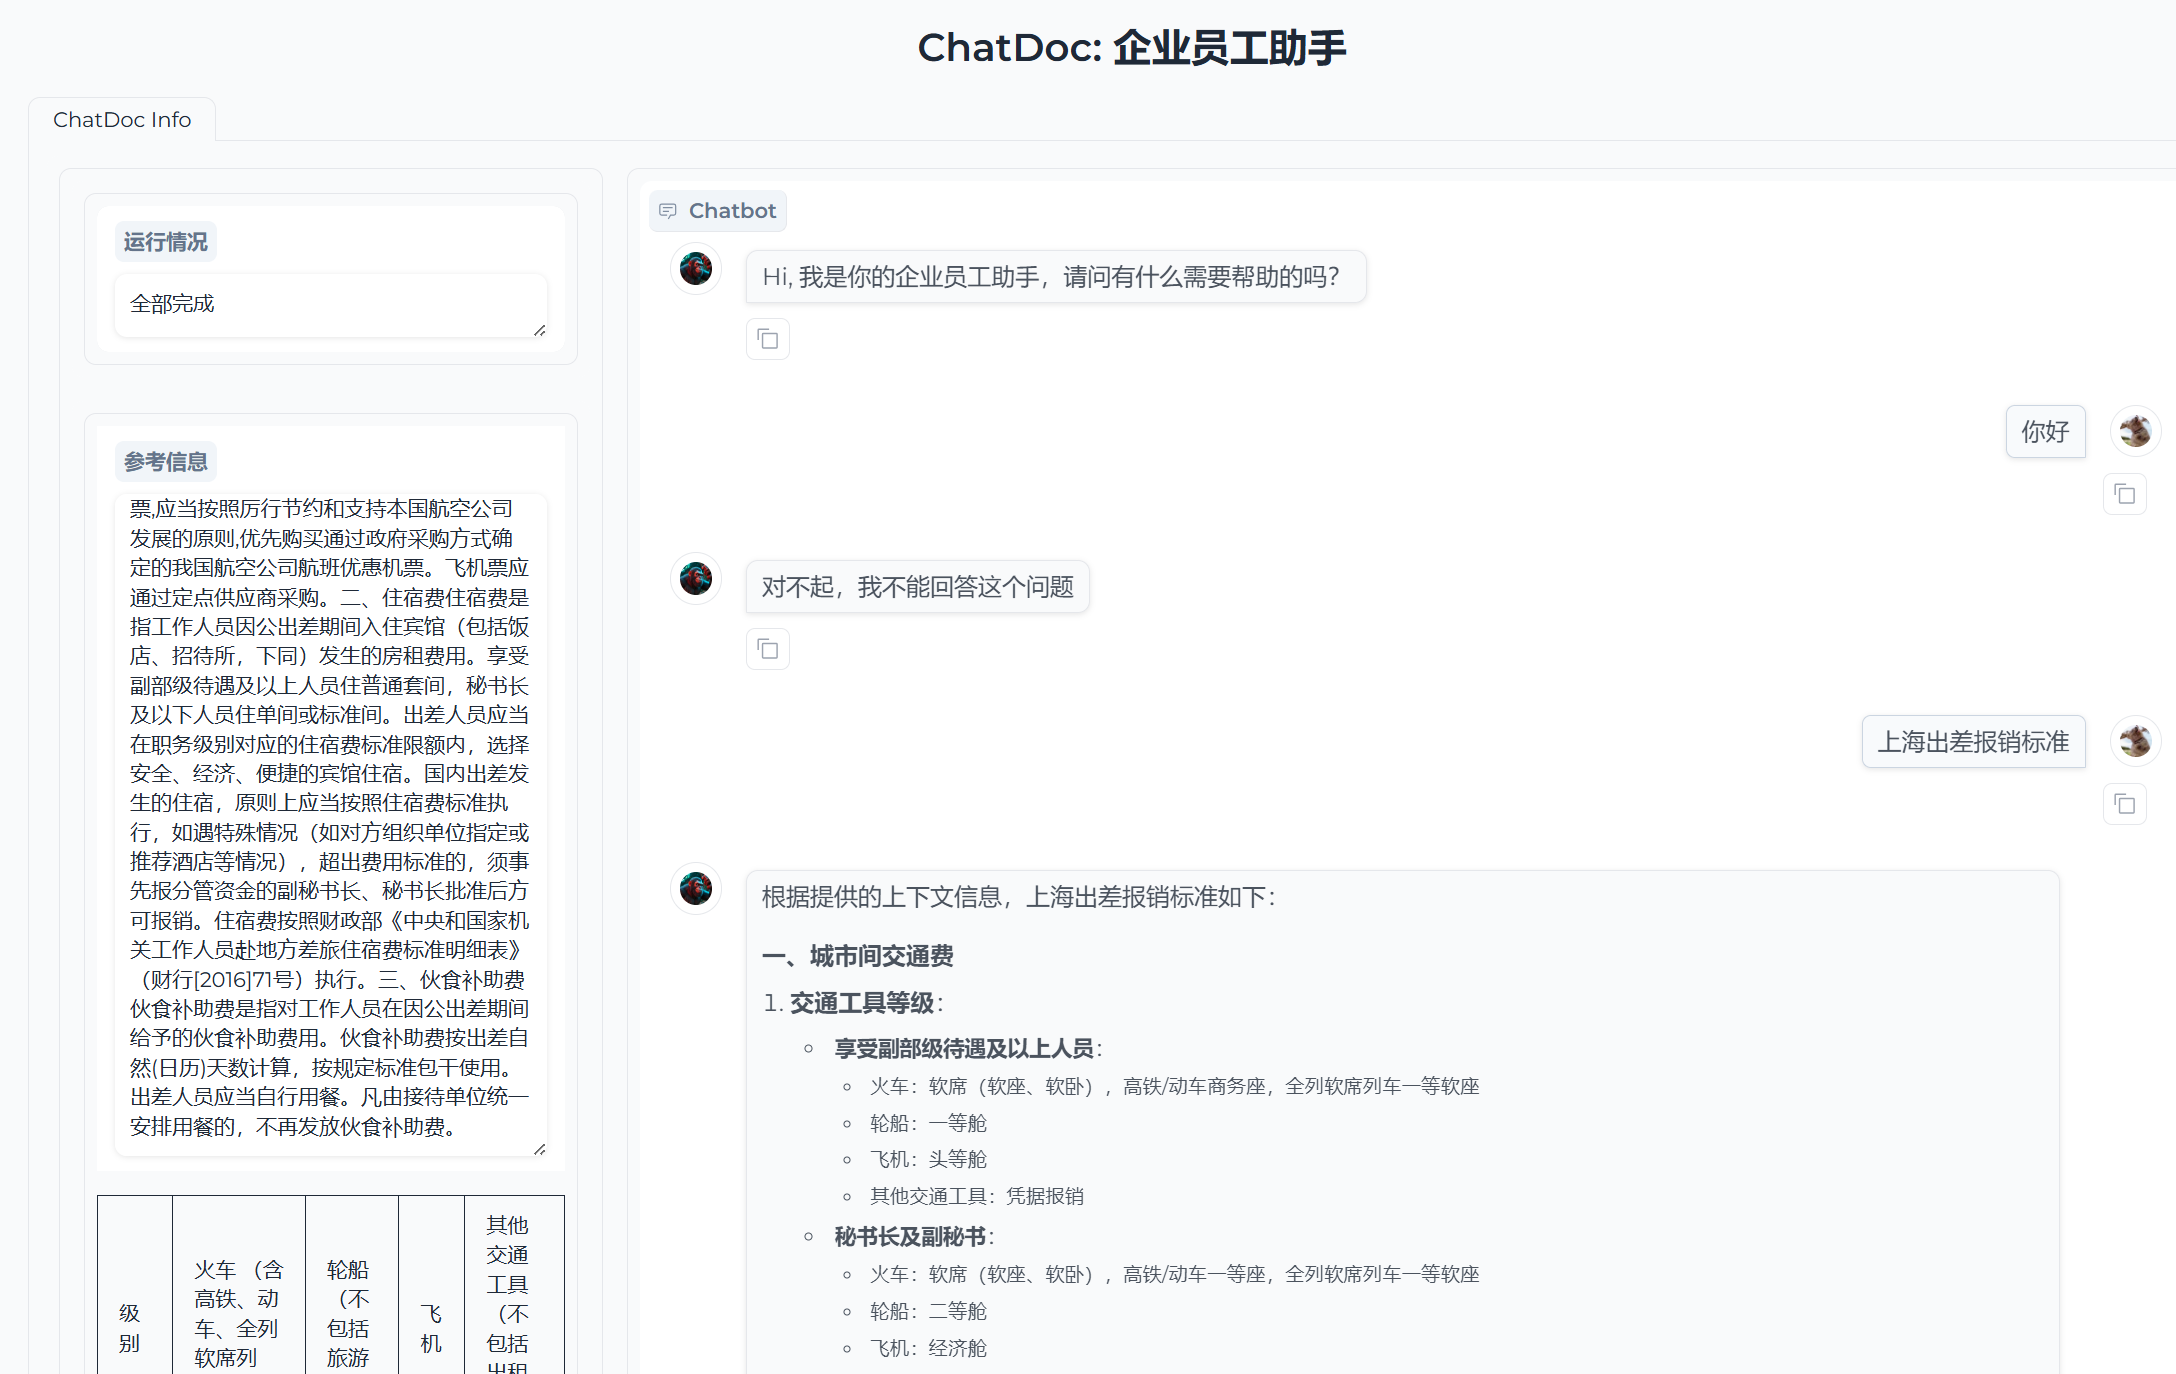 ChatDoc: 企业员工助手
ChatDoc Info
运行情况
全部完成
参考信息
票,应当按照厉行节约和支持本国航空公司
发展的原则,优先购买通过政府采购方式确
定的我国航空公司航班优惠机票。飞机票应
通过定点供应商采购。二、住宿费住宿费是
指工作人员因公出差期间入住宾馆（包括饭
店、招待所，下同）发生的房租费用。享受
副部级待遇及以上人员住普通套间，秘书长
及以下人员住单间或标准间。出差人员应当
在职务级别对应的住宿费标准限额内，选择
安全、经济、便捷的宾馆住宿。国内出差发
生的住宿，原则上应当按照住宿费标准执
行，如遇特殊情况（如对方组织单位指定或
推荐酒店等情况），超出费用标准的，须事
先报分管资金的副秘书长、秘书长批准后方
可报销。住宿费按照财政部《中央和国家机
关工作人员赴地方差旅住宿费标准明细表》
（财行[2016]71号）执行。三、伙食补助费
伙食补助费是指对工作人员在因公出差期间
给予的伙食补助费用。伙食补助费按出差自
然(日历)天数计算，按规定标准包干使用。
出差人员应当自行用餐。凡由接待单位统一
安排用餐的，不再发放伙食补助费。
级
别
火车 （含
高铁、动
车、全列
软席列
轮船
（不
包括
旅游
飞
机
其他
交通
工具
（不
包括
出租
Chatbot
Hi, 我是你的企业员工助手，请问有什么需要帮助的吗？
你好
对不起，我不能回答这个问题
上海出差报销标准
根据提供的上下文信息，上海出差报销标准如下：
一、城市间交通费
1. 交通工具等级：
享受副部级待遇及以上人员：
火车：软席（软座、软卧），高铁/动车商务座，全列软席列车一等软座
轮船：一等舱
飞机：头等舱
其他交通工具：凭据报销
秘书长及副秘书：
火车：软席（软座、软卧），高铁/动车一等座，全列软席列车一等软座
轮船：二等舱
飞机：经济舱